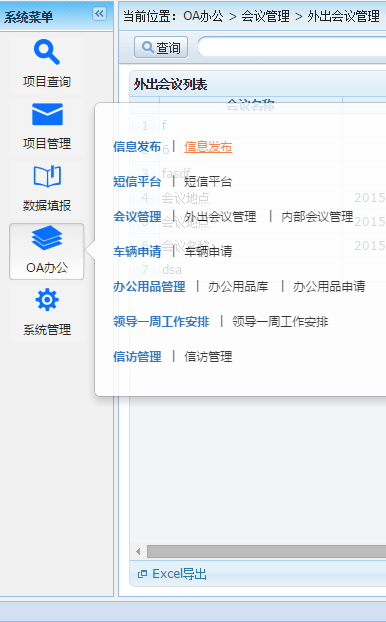 系统菜单
当前位置：OA办公 > 会议管理 > 外出会议管理
查询
项目查询
项目管理
数据填报
OA办公
系统管理
外出会议列表
会议名称
1 f
信息发布 | 信息发布
6
fasdf
短信平台 | 短信平台
会议地点 2015
会议管理 | 外出会议管理 | 内部会议管理
会议地点 2015
车辆申请 | 车辆申请
会议名称 2015
7 dsa
办公用品管理 | 办公用品库 | 办公用品申请
领导一周工作安排 | 领导一周工作安排
信访管理 | 信访管理
Excel导出